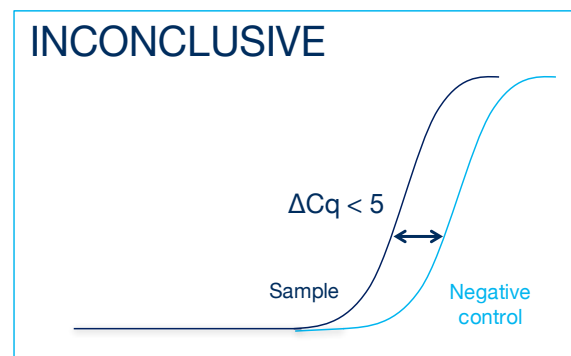 INCONCLUSIVE
ΔCq < 5
Sample
Negative
control